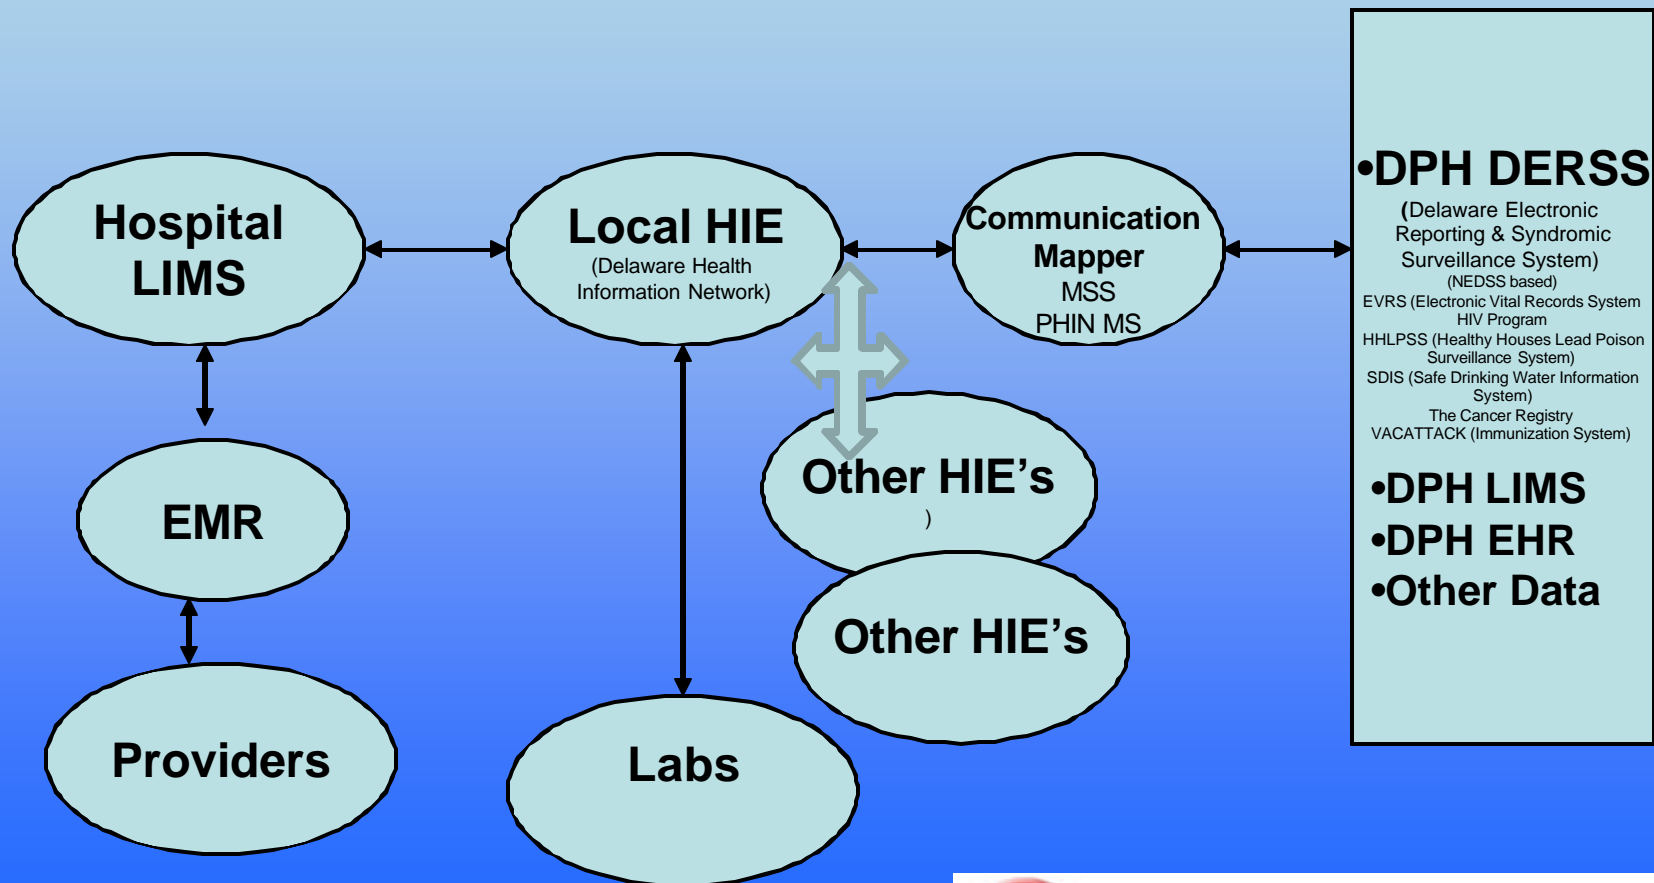 Hospital
LIMS
Local HIE
(Delaware Health
Information Network)
Communication
Mapper
MSS
PHIN MS
•DPH DERSS
(Delaware Electronic
Reporting & Syndromic
Surveillance System)
(NEDSS based)
EVRS (Electronic Vital Records System
HIV Program
HHLPSS (Healthy Houses Lead Poison
Surveillance System)
SDIS (Safe Drinking Water Information
System)
The Cancer Registry
VACATTACK (Immunization System)
•DPH LIMS
•DPH EHR
•Other Data
EMR
Other HIE's
)
Other HIE's
Providers
Labs